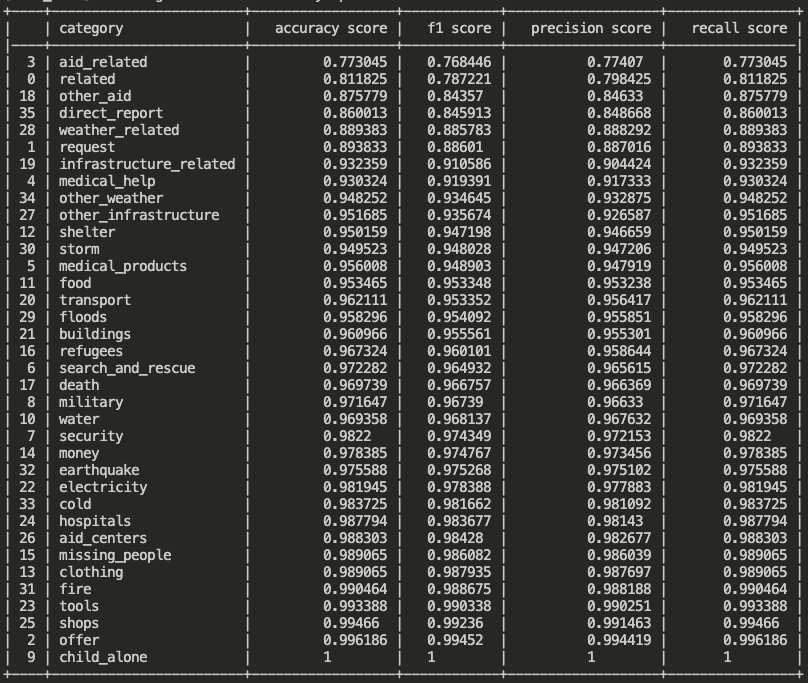 category accuracy score f1 score precision score recall score
3 aid_related 0.773045 0.768446 0.77407 0.773045
0 related 0.811825 0.787221 0.798425 0.811825
18 other_aid 0.875779 0.84357 0.84633 0.875779
35 direct_report 0.860013 0.845913 0.848668 0.860013
28 weather_related 0.889383 0.885783 0.888292 0.889383
1 request 0.893833 0.88601 0.887016 0.893833
19 infrastructure_related 0.932359 0.910586 0.904424 0.932359
4 medical_help 0.930324 0.919391 0.917333 0.930324
34 other_weather 0.948252 0.934645 0.932875 0.948252
27 other_infrastructure 0.951685 0.935674 0.926587 0.951685
12 shelter 0.950159 0.947198 0.946659 0.950159
30 storm 0.949523 0.948028 0.947206 0.949523
5 medical_products 0.956008 0.948903 0.947919 0.956008
11 food 0.953465 0.953348 0.953238 0.953465
20 transport 0.962111 0.953352 0.956417 0.962111
29 floods 0.958296 0.954092 0.955851 0.958296
21 buildings 0.960966 0.955561 0.955301 0.960966
16 refugees 0.967324 0.960101 0.958644 0.967324
6 search_and_rescue 0.972282 0.964932 0.965615 0.972282
17 death 0.969739 0.966757 0.966369 0.969739
8 military 0.971647 0.96739 0.96633 0.971647
10 water 0.969358 0.968137 0.967632 0.969358
7 security 0.9822 0.974349 0.972153 0.9822
14 money 0.978385 0.974767 0.973456 0.978385
32 earthquake 0.975588 0.975268 0.975102 0.975588
22 electricity 0.981945 0.978388 0.977883 0.981945
33 cold 0.983725 0.981662 0.981092 0.983725
24 hospitals 0.987794 0.983677 0.98143 0.987794
26 aid_centers 0.988303 0.98428 0.982677 0.988303
15 missing_people 0.989065 0.986082 0.986039 0.989065
13 clothing 0.989065 0.987935 0.987697 0.989065
31 fire 0.990464 0.988675 0.988188 0.990464
23 tools 0.993388 0.990338 0.990251 0.993388
25 shops 0.99466 0.99236 0.991463 0.99466
2 offer 0.996186 0.99452 0.994419 0.996186
9 child_alone 1 1 1 1